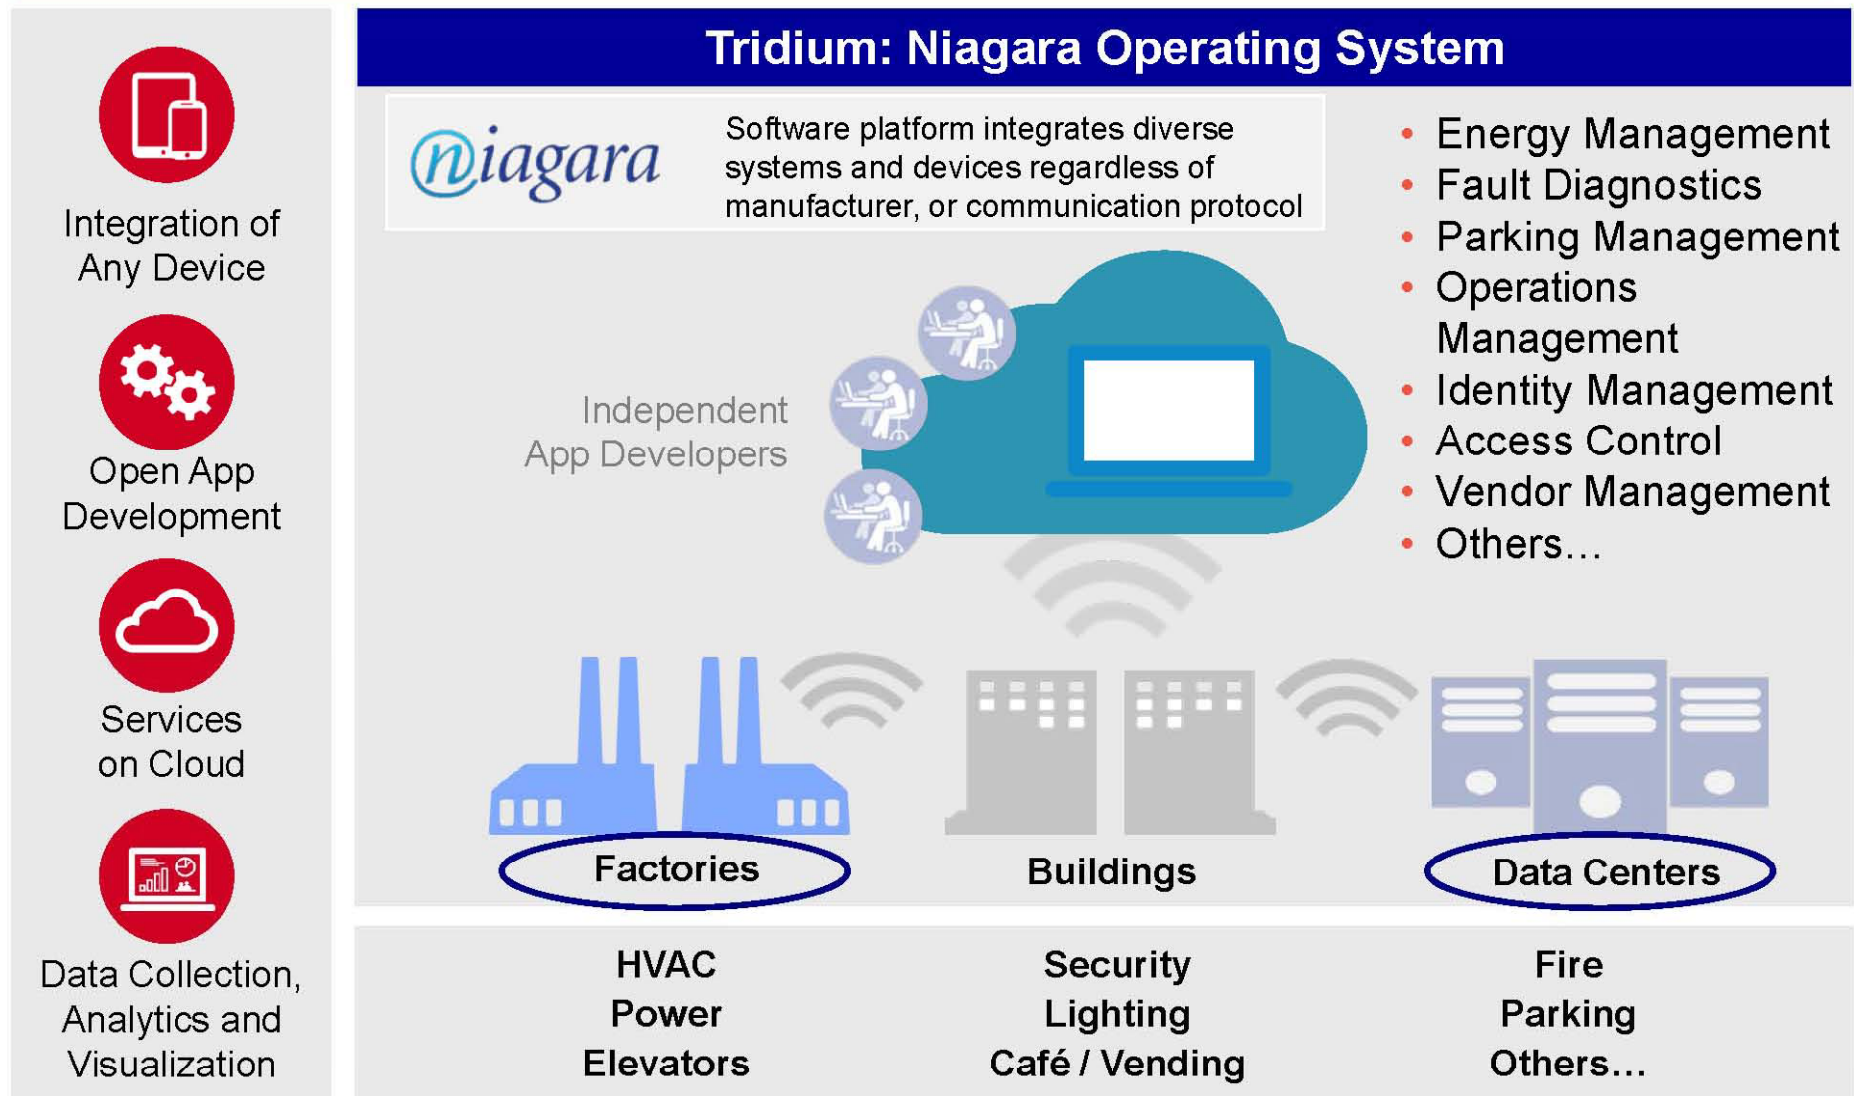 Integration of
Any Device
Open App
Development
Services
on Cloud
Data Collection,
Analytics and
Visualization
Tridium: Niagara Operating System
niagara
Software platform integrates diverse
systems and devices regardless of
manufacturer, or communication protocol
• Energy Management
• Fault Diagnostics
• Parking Management
• Operations
Management
• Identity Management
• Access Control
• Vendor Management
• Others…
Independent
App Developers
Factories
Buildings
Data Centers
HVAC
Power
Elevators
Security
Lighting
Café / Vending
Fire
Parking
Others…